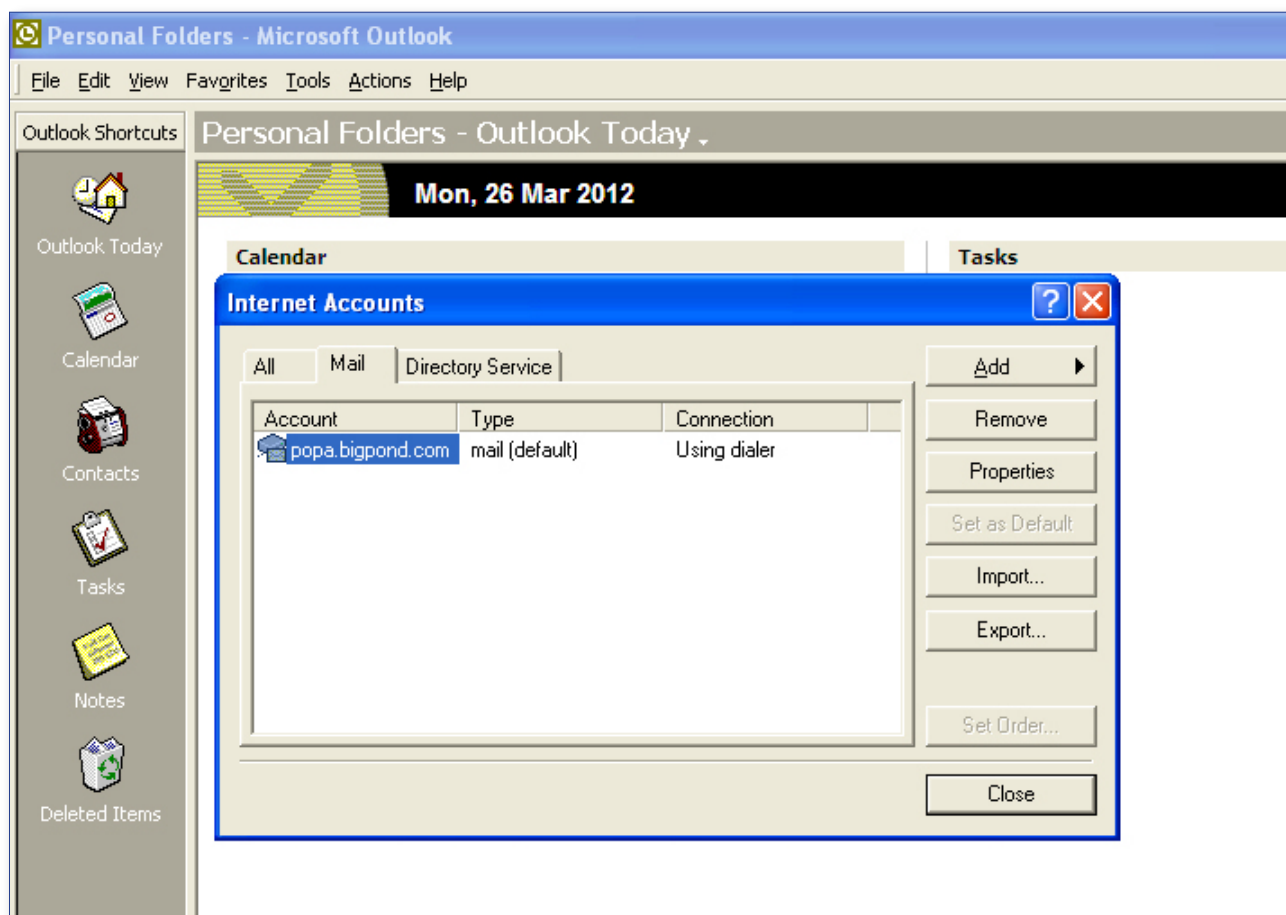 Personal Folders - Microsoft Outlook
File Edit View Favorites Tools Actions Help
Outlook Shortcuts
Personal Folders - Outlook Today
Mon, 26 Mar 2012
Outlook Today
Calendar
Contacts
Tasks
Notes
Deleted Items
Calendar Tasks
Internet Accounts
All Mail Directory Service
Account Type Connection
popa.bigpond.com mail (default) Using dialer
Add
Remove
Properties
Set as Default
Import...
Export...
Set Order...
Close